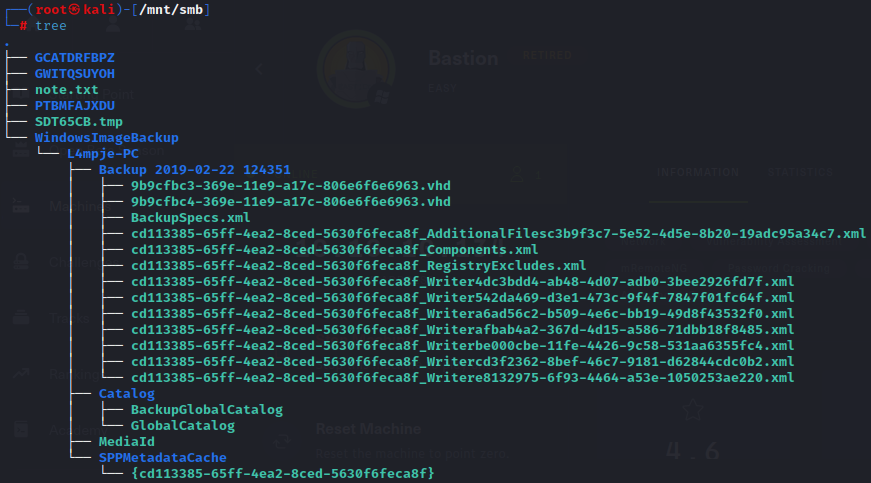 ┌──(root㉿kali)-[/mnt/smb]
└─# tree
.
├── GCATDRFBPZ
├── GWITQSUYOH
├── note.txt
├── PTBMFAJXDU
├── SDT65CB.tmp
└── WindowsImageBackup
    └── L4mpje-PC
        ├── Backup 2019-02-22 124351
        │   ├── 9b9cfbc3-369e-11e9-a17c-806e6f6e6963.vhd
        │   ├── 9b9cfbc4-369e-11e9-a17c-806e6f6e6963.vhd
        │   ├── BackupSpecs.xml
        │   ├── cd113385-65ff-4ea2-8ced-5630f6feca8f_AdditionalFilesc3b9f3c7-5e52-4d5e-8b20-19adc95a34c7.xml
        │   ├── cd113385-65ff-4ea2-8ced-5630f6feca8f_Components.xml
        │   ├── cd113385-65ff-4ea2-8ced-5630f6feca8f_RegistryExcludes.xml
        │   ├── cd113385-65ff-4ea2-8ced-5630f6feca8f_Writer4dc3bdd4-ab48-4d07-adb0-3bee2926fd7f.xml
        │   ├── cd113385-65ff-4ea2-8ced-5630f6feca8f_Writer542da469-d3e1-473c-9f4f-7847f01fc64f.xml
        │   ├── cd113385-65ff-4ea2-8ced-5630f6feca8f_Writera6ad56c2-b509-4e6c-bb19-49d8f43532f0.xml
        │   ├── cd113385-65ff-4ea2-8ced-5630f6feca8f_Writerafbab4a2-367d-4d15-a586-71dbb18f8485.xml
        │   ├── cd113385-65ff-4ea2-8ced-5630f6feca8f_Writerbe000cbe-11fe-4426-9c58-531aa6355fc4.xml
        │   ├── cd113385-65ff-4ea2-8ced-5630f6feca8f_Writercd3f2362-8bef-46c7-9181-d62844cdc0b2.xml
        │   └── cd113385-65ff-4ea2-8ced-5630f6feca8f_Writere8132975-6f93-4464-a53e-1050253ae220.xml
        ├── Catalog
        │   ├── BackupGlobalCatalog
        │   └── GlobalCatalog
        ├── MediaId
        └── SPPMetadataCache
            └── {cd113385-65ff-4ea2-8ced-5630f6feca8f}
Bastion RETIRED
EASY
INFORMATION STATISTICS
Reset Machine
Reset the machine to point zero.
4.6